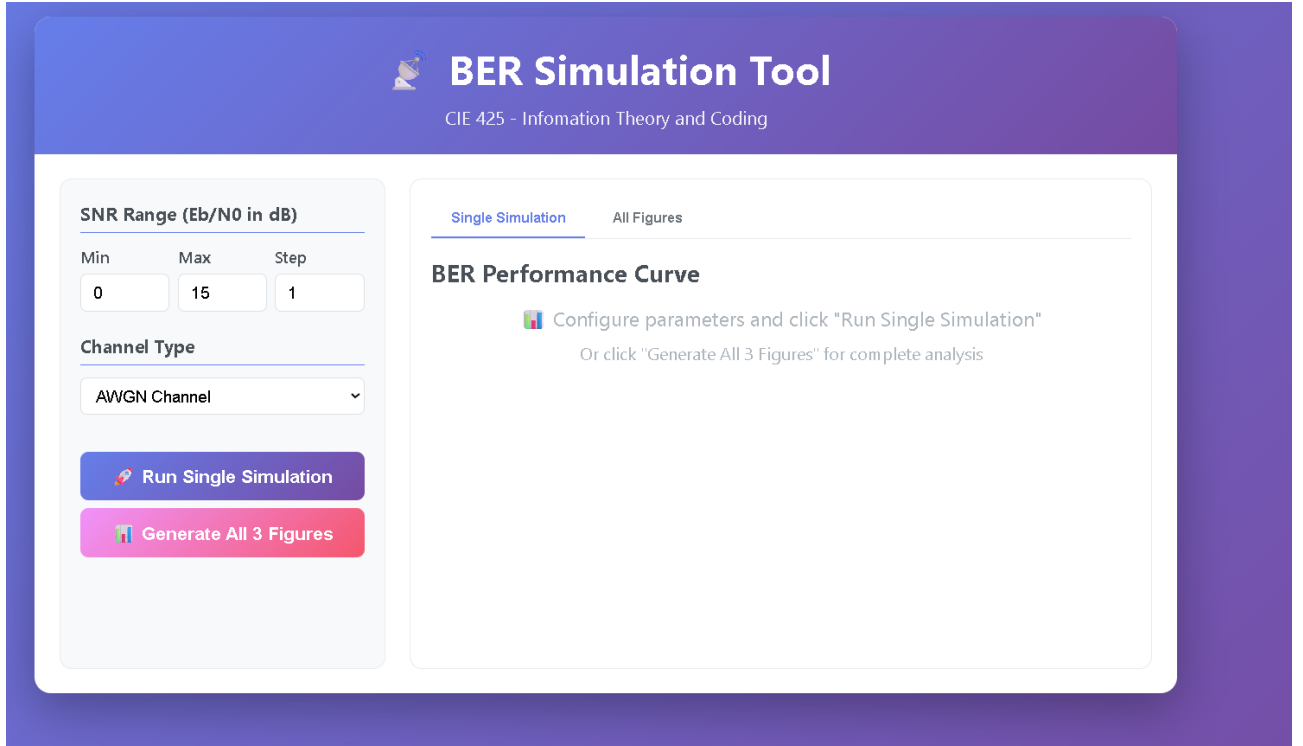 BER Simulation Tool
CIE 425 - Infomation Theory and Coding
SNR Range (Eb/N0 in dB)
Min Max Step
0 15 1
Channel Type
AWGN Channel
Run Single Simulation
Generate All 3 Figures
Single Simulation All Figures
BER Performance Curve
Configure parameters and click "Run Single Simulation"
Or click "Generate All 3 Figures" for complete analysis